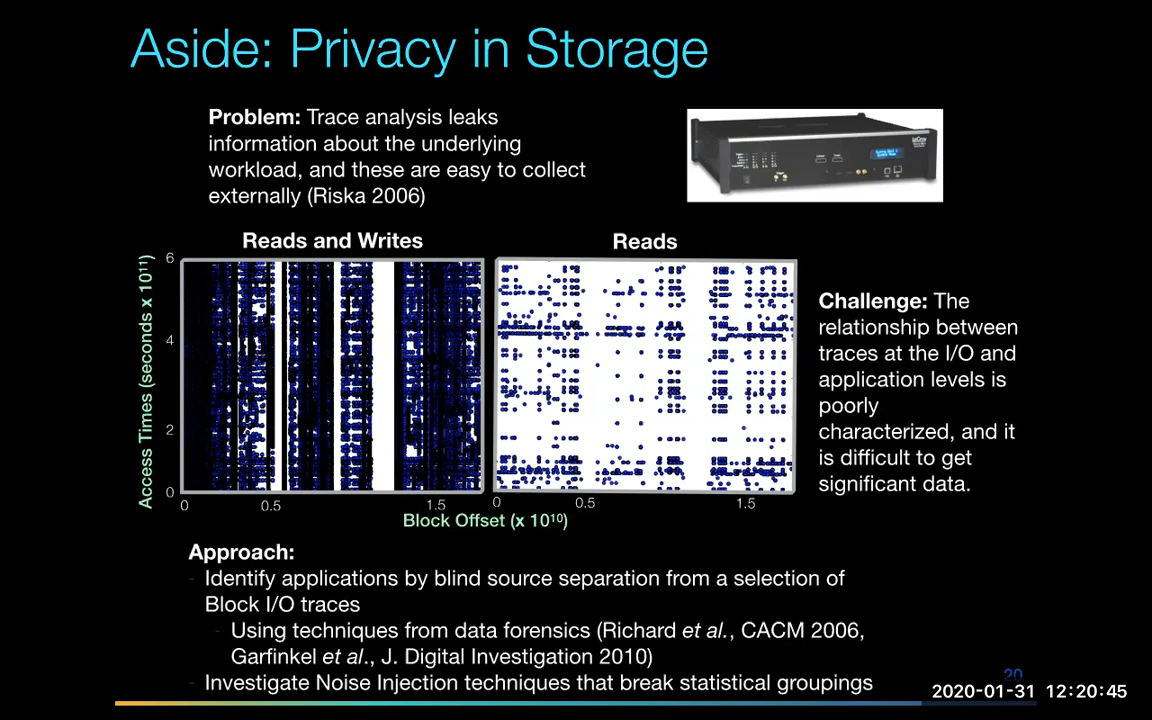 Aside: Privacy in Storage
Problem: Trace analysis leaks
information about the underlying
workload, and these are easy to collect
externally (Riska 2006)
Reads and Writes
Reads
Access Times (seconds x 10¹¹)
6
4
2
0
0
0.5
1.5
0
0.5
1.5
Block Offset (x 10¹⁰)
Challenge: The
relationship between
traces at the I/O and
application levels is
poorly
characterized, and it
is difficult to get
significant data.
Approach:
- Identify applications by blind source separation from a selection of
Block I/O traces
- Using techniques from data forensics (Richard et al., CACM 2006,
Garfinkel et al., J. Digital Investigation 2010)
- Investigate Noise Injection techniques that break statistical groupings
20
2020-01-31 12:20:45